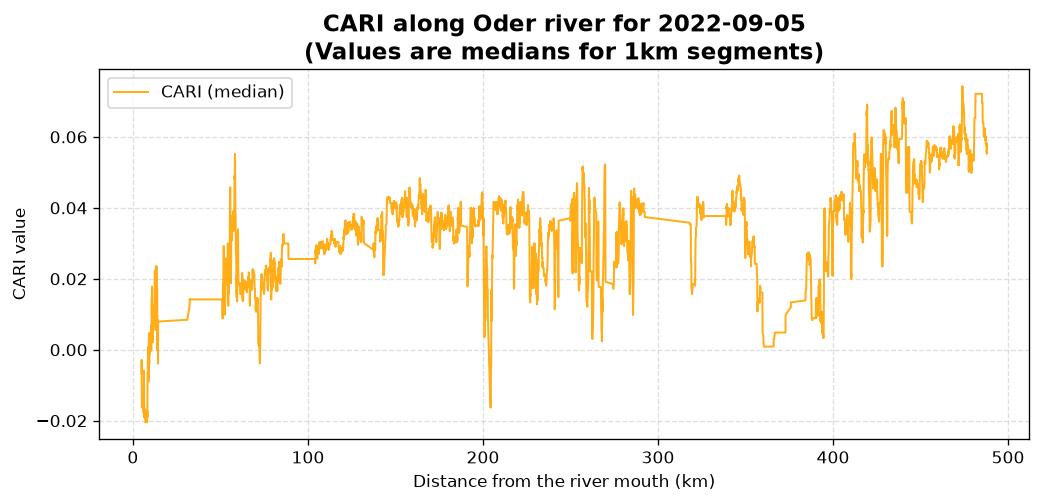 CARI along Oder river for 2022-09-05
(Values are medians for 1km segments)
CARI (median)
CARI value
0.06
0.04
0.02
0.00
−0.02
0 100 200 300 400 500
Distance from the river mouth (km)